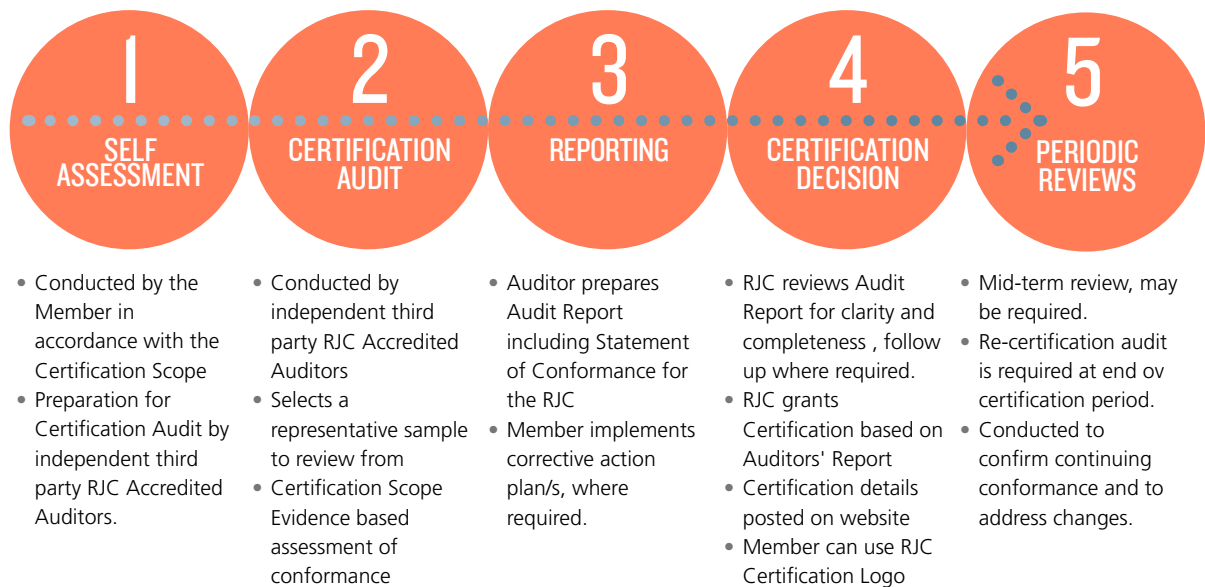 1
SELF
ASSESSMENT
• Conducted by the
Member in
accordance with the
Certification Scope
• Preparation for
Certification Audit by
independent third
party RJC Accredited
Auditors.
2
CERTIFICATION
AUDIT
• Conducted by
independent third
party RJC Accredited
Auditors
• Selects a
representative sample
to review from
• Certification Scope
Evidence based
assessment of
conformance
3
REPORTING
• Auditor prepares
Audit Report
including Statement
of Conformance for
the RJC
• Member implements
corrective action
plan/s, where
required.
4
CERTIFICATION
DECISION
• RJC reviews Audit
Report for clarity and
completeness , follow
up where required.
• RJC grants
Certification based on
Auditors' Report
• Certification details
posted on website
• Member can use RJC
Certification Logo
5
PERIODIC
REVIEWS
• Mid-term review, may
be required.
• Re-certification audit
is required at end ov
certification period.
• Conducted to
confirm continuing
conformance and to
address changes.